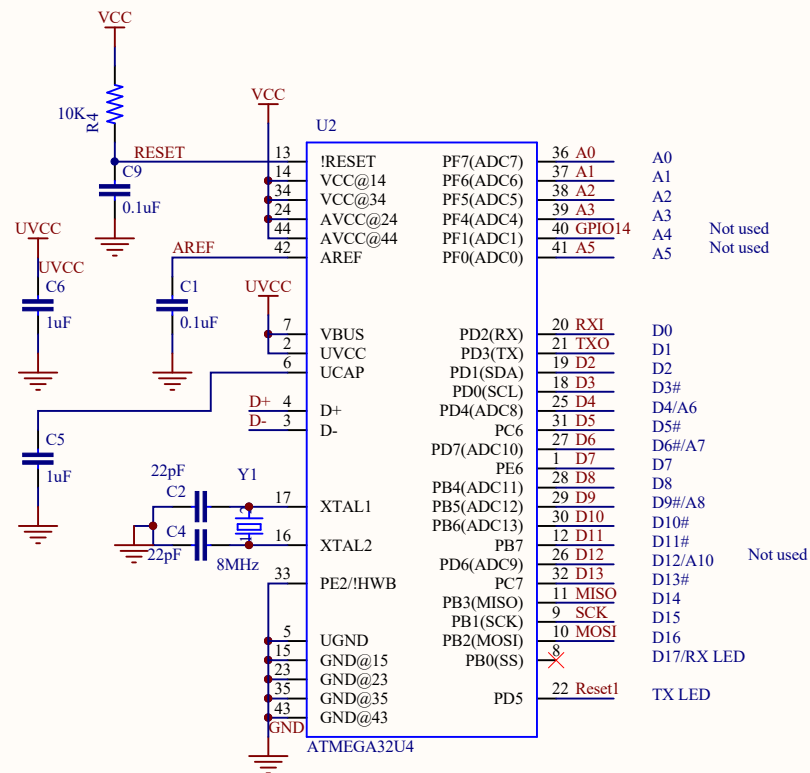 VCC
10K
R4
RESET
C9
0.1uF
UVCC
UVCC
C6
1uF
AREF
C1
0.1uF
VCC
UVCC
C5
1uF
D+
D-
22pF
C2
C4
22pF
Y1
1 2
8MHz
GND
U2
13 !RESET
14 VCC@14
34 VCC@34
24 AVCC@24
44 AVCC@44
42 AREF
7 VBUS
2 UVCC
6 UCAP
4 D+
3 D-
17 XTAL1
16 XTAL2
33 PE2/!HWB
5 UGND
15 GND@15
23 GND@23
35 GND@35
43 GND@43
ATMEGA32U4
PF7(ADC7) 36 A0 A0
PF6(ADC6) 37 A1 A1
PF5(ADC5) 38 A2 A2
PF4(ADC4) 39 A3 A3
PF1(ADC1) 40 GPIO14 A4 Not used
PF0(ADC0) 41 A5 A5 Not used
PD2(RX) 20 RXI D0
PD3(TX) 21 TXO D1
PD1(SDA) 19 D2 D2
PD0(SCL) 18 D3 D3#
PD4(ADC8) 25 D4 D4/A6
PC6 31 D5 D5#
PD7(ADC10) 27 D6 D6#/A7
PE6 1 D7 D7
PB4(ADC11) 28 D8 D8
PB5(ADC12) 29 D9 D9#/A8
PB6(ADC13) 30 D10 D10#
PB7 12 D11 D11#
PD6(ADC9) 26 D12 D12/A10 Not used
PC7 32 D13 D13#
PB3(MISO) 11 MISO D14
PB1(SCK) 9 SCK D15
PB2(MOSI) 10 MOSI D16
PB0(SS) 8 D17/RX LED
PD5 22 Reset1 TX LED